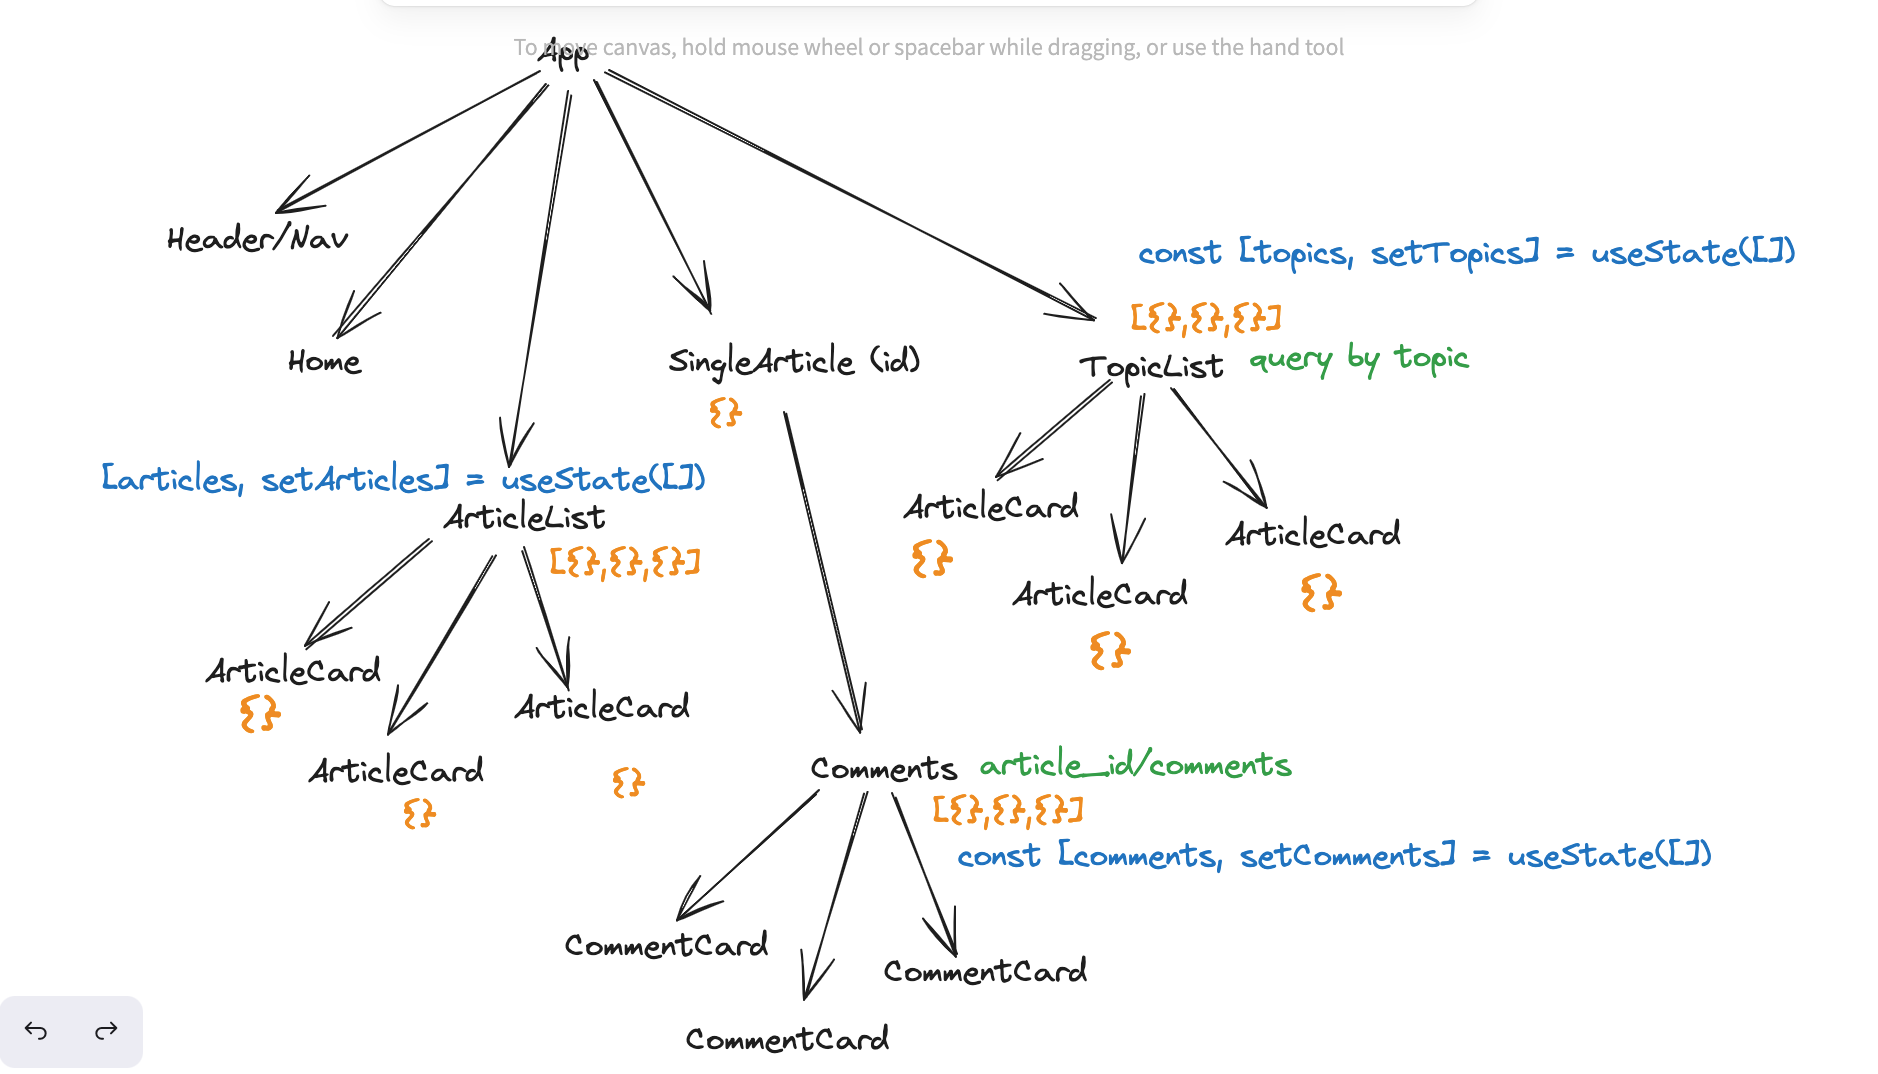 To move canvas, hold mouse wheel or spacebar while dragging, or use the hand tool
App
Header/Nav
const [topics, setTopics] = useState([])
[{},{},{}]
Home
SingleArticle (id)
TopicList query by topic
{}
[articles, setArticles] = useState([])
ArticleList
[{},{},{}]
ArticleCard
{}
ArticleCard
{}
ArticleCard
{}
ArticleCard
{}
ArticleCard
{}
ArticleCard
{}
Comments article_id/comments
[{},{},{}]
const [comments, setComments] = useState([])
CommentCard
CommentCard
CommentCard